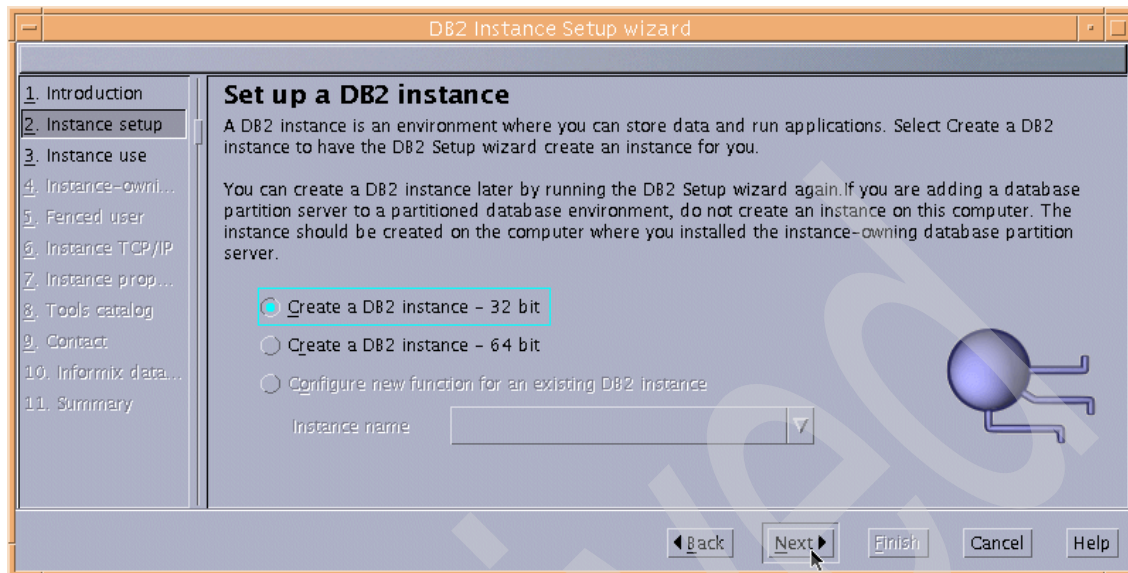 DB2 Instance Setup wizard
1. Introduction
2. Instance setup
3. Instance use
4. Instance-owni...
5. Fenced user
6. Instance TCP/IP
7. Instance prop...
8. Tools catalog
9. Contact
10. Informix data...
11. Summary
Set up a DB2 instance
A DB2 instance is an environment where you can store data and run applications. Select Create a DB2
instance to have the DB2 Setup wizard create an instance for you.
You can create a DB2 instance later by running the DB2 Setup wizard again.If you are adding a database
partition server to a partitioned database environment, do not create an instance on this computer. The
instance should be created on the computer where you installed the instance-owning database partition
server.
Create a DB2 instance - 32 bit
Create a DB2 instance - 64 bit
Configure new function for an existing DB2 instance
Instance name
Back Next Finish Cancel Help